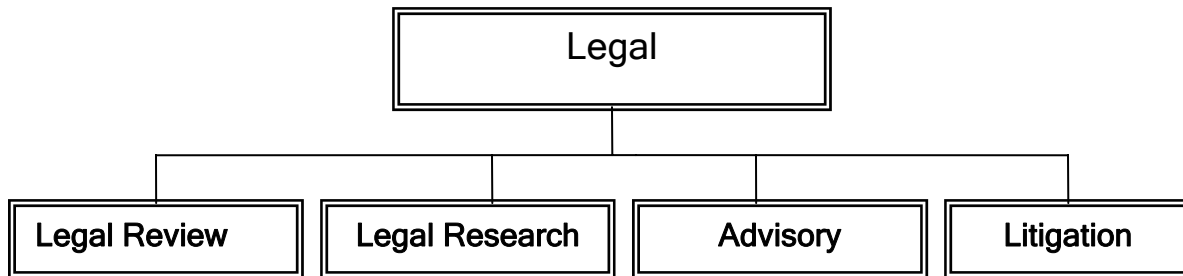 Legal
Legal Review
Legal Research
Advisory
Litigation